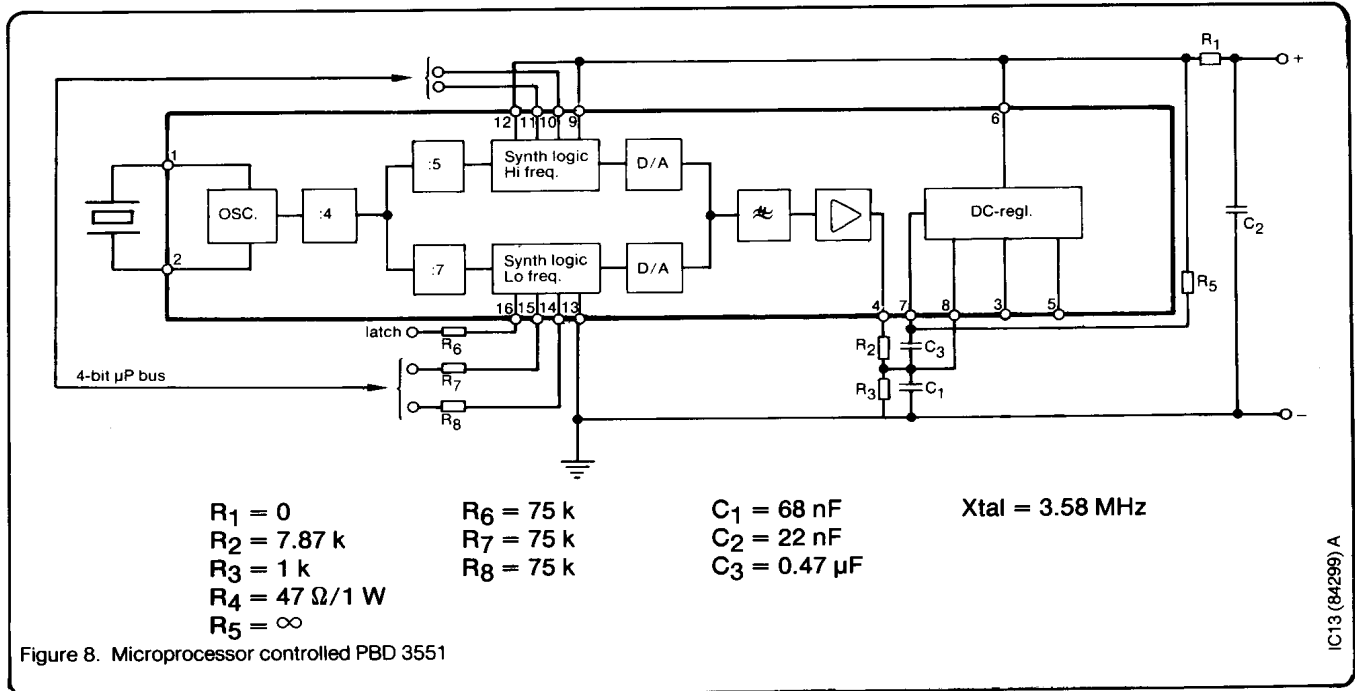 R1
+
12 11 10 9
6
1
:5
Synth logic
Hi freq.
D/A
OSC.
:4
DC-regl.
C2
2
:7
Synth logic
Lo freq.
D/A
R5
16 15 14 13
4 7 8 3 5
latch
R6
R2
C3
4-bit µP bus
R7
R3
C1
R8
−
R1 = 0
R2 = 7.87 k
R3 = 1 k
R4 = 47 Ω/1 W
R5 = ∞
R6 = 75 k
R7 = 75 k
R8 = 75 k
C1 = 68 nF
C2 = 22 nF
C3 = 0.47 µF
Xtal = 3.58 MHz
Figure 8. Microprocessor controlled PBD 3551
IC13 (84299) A